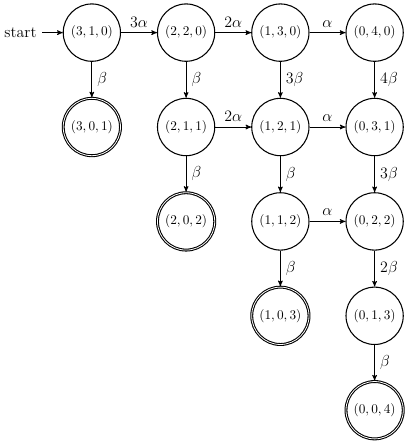 start (3,1,0) 3α (2,2,0) 2α (1,3,0) α (0,4,0)
β β 3β 4β
(3,0,1) (2,1,1) 2α (1,2,1) α (0,3,1)
β β 3β
(2,0,2) (1,1,2) α (0,2,2)
β 2β
(1,0,3) (0,1,3)
β
(0,0,4)